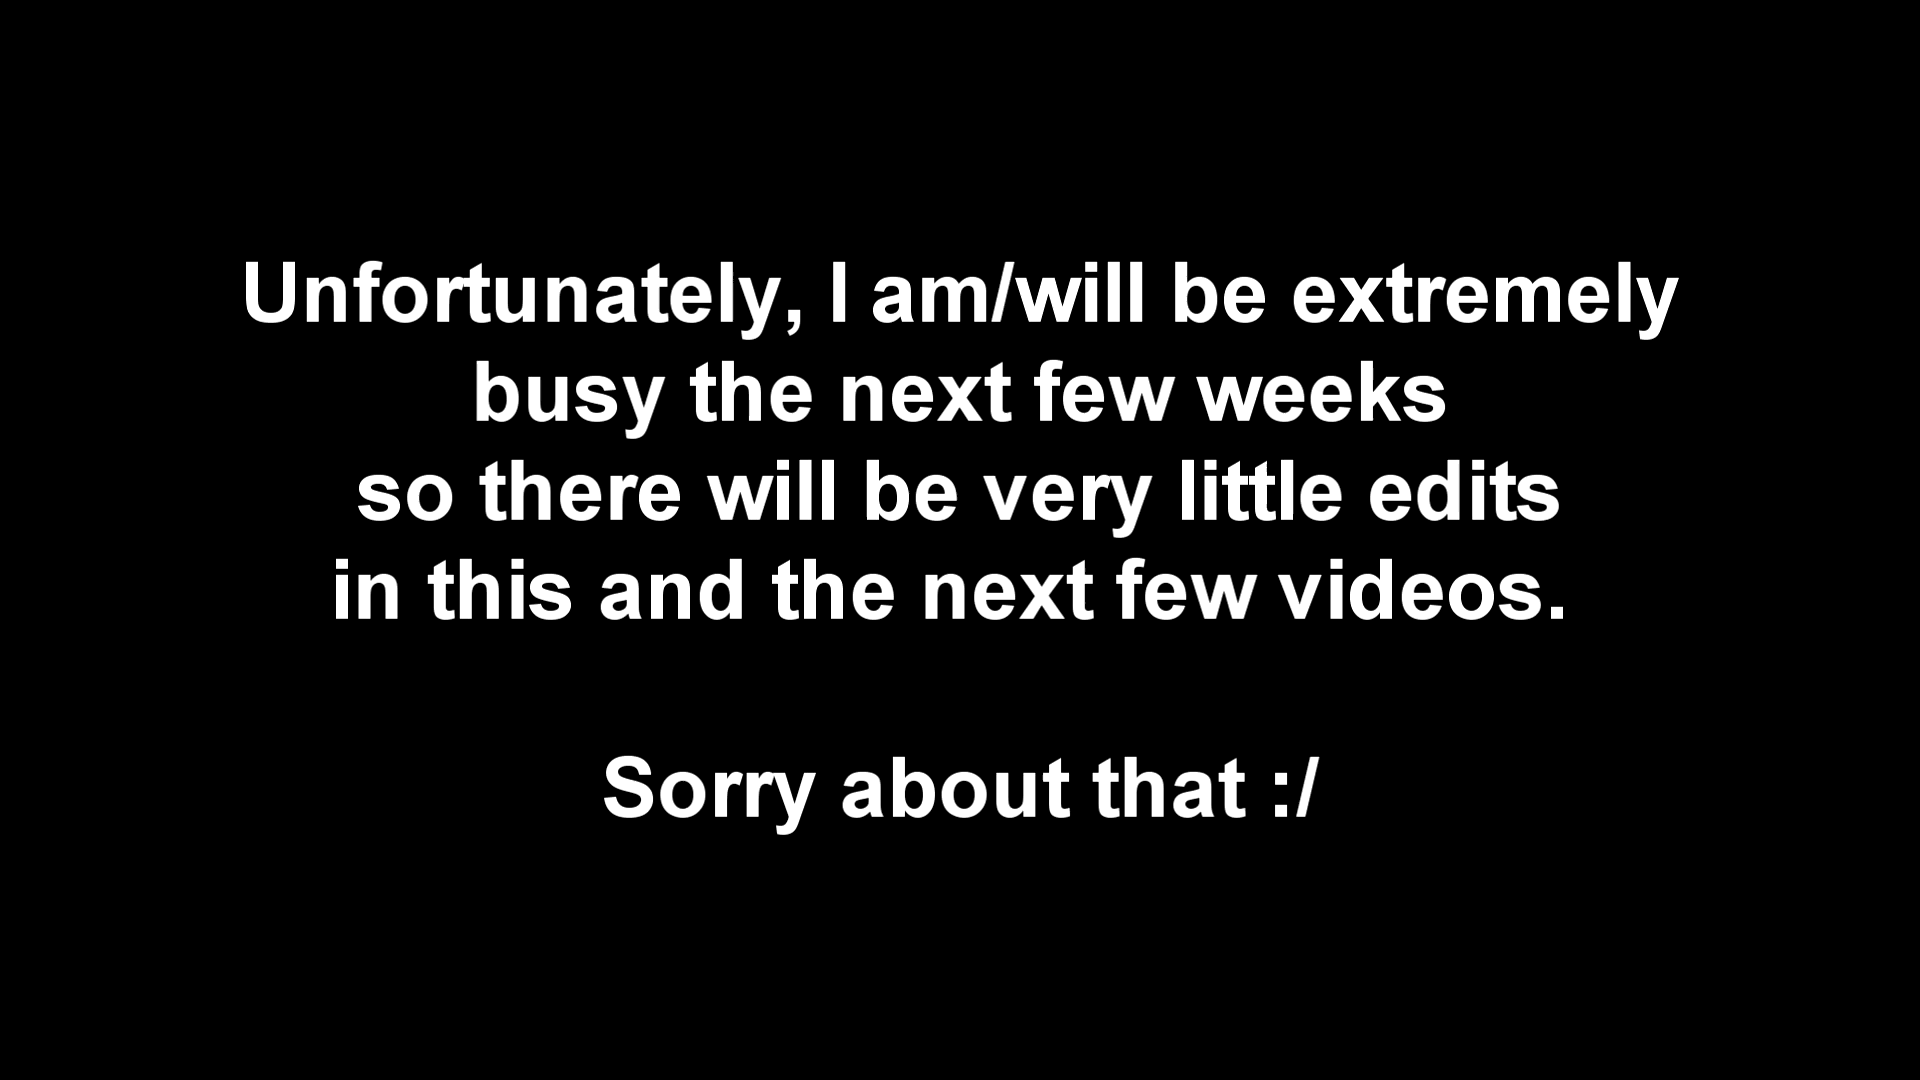 Unfortunately, I am/will be extremely
busy the next few weeks
so there will be very little edits
in this and the next few videos.
Sorry about that :/